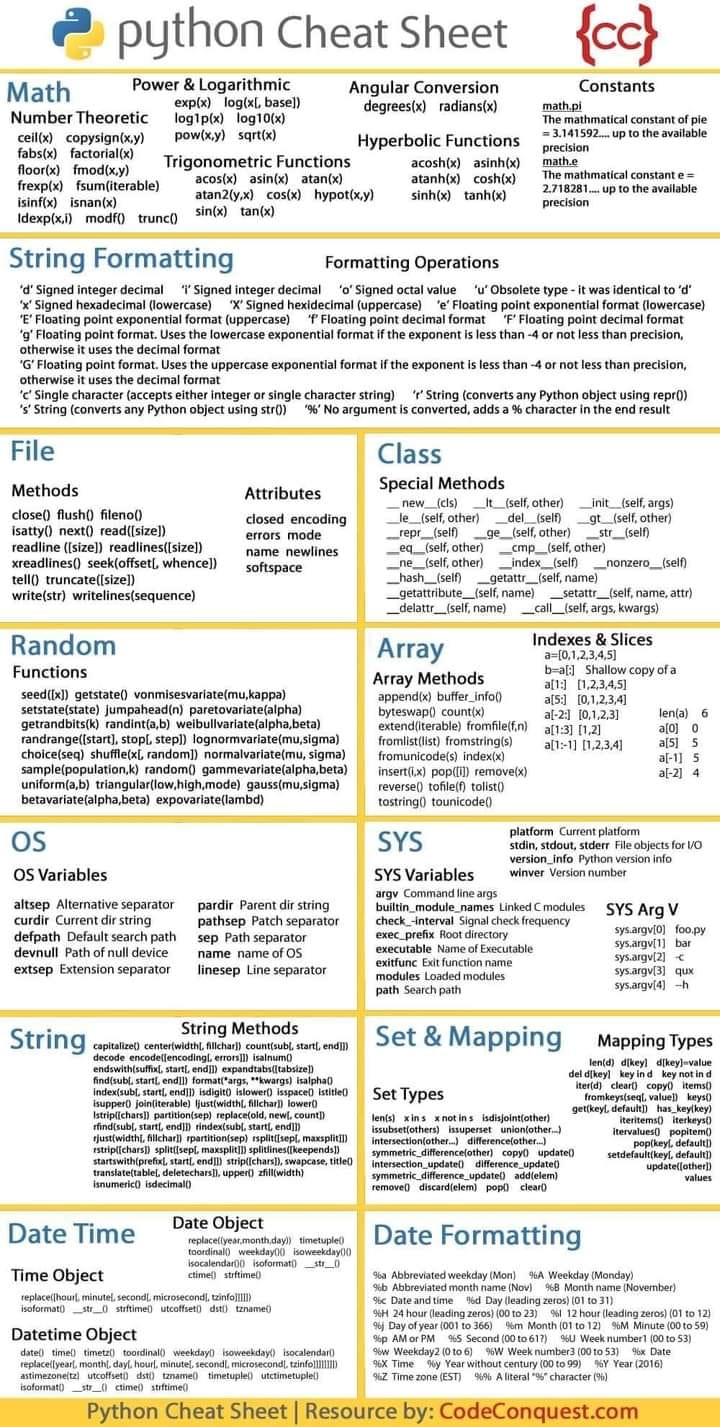 python Cheat Sheet
{cc}
Math
Number Theoretic
ceil(x) copysign(x,y)
fabs(x) factorial(x)
floor(x) fmod(x,y)
frexp(x) fsum(iterable)
isinf(x) isnan(x)
ldexp(x,i) modf() trunc()
Power & Logarithmic
exp(x) log(x[, base])
log1p(x) log10(x)
pow(x,y) sqrt(x)
Trigonometric Functions
acos(x) asin(x) atan(x)
atan2(y,x) cos(x) hypot(x,y)
sin(x) tan(x)
Angular Conversion
degrees(x) radians(x)
Hyperbolic Functions
acosh(x) asinh(x)
atanh(x) cosh(x)
sinh(x) tanh(x)
Constants
math.pi
The mathmatical constant of pie
= 3.141592.... up to the available
precision
math.e
The mathmatical constant e =
2.718281.... up to the available
precision
String Formatting
Formatting Operations
'd' Signed integer decimal 'i' Signed integer decimal 'o' Signed octal value 'u' Obsolete type - it was identical to 'd'
'x' Signed hexadecimal (lowercase) 'X' Signed hexidecimal (uppercase) 'e' Floating point exponential format (lowercase)
'E' Floating point exponential format (uppercase) 'f' Floating point decimal format 'F' Floating point decimal format
'g' Floating point format. Uses the lowercase exponential format if the exponent is less than -4 or not less than precision,
otherwise it uses the decimal format
'G' Floating point format. Uses the uppercase exponential format if the exponent is less than -4 or not less than precision,
otherwise it uses the decimal format
'c' Single character (accepts either integer or single character string) 'r' String (converts any Python object using repr())
's' String (converts any Python object using str()) '%' No argument is converted, adds a % character in the end result
File
Methods
close() flush() fileno()
isatty() next() read([size])
readline ([size]) readlines([size])
xreadlines() seek(offset[, whence])
tell() truncate([size])
write(str) writelines(sequence)
Attributes
closed encoding
errors mode
name newlines
softspace
Class
Special Methods
__new__(cls) __lt__(self, other) __init__(self, args)
__le__(self, other) __del__(self) __gt__(self, other)
__repr__(self) __ge__(self, other) __str__(self)
__eq__(self, other) __cmp__(self, other)
__ne__(self, other) __index__(self) __nonzero__(self)
__hash__(self) __getattr__(self, name)
__getattribute__(self, name) __setattr__(self, name, attr)
__delattr__(self, name) __call__(self, args, kwargs)
Random
Functions
seed([x]) getstate() vonmisesvariate(mu,kappa)
setstate(state) jumpahead(n) paretovariate(alpha)
getrandbits(k) randint(a,b) weibullvariate(alpha,beta)
randrange([start], stop[, step]) lognormvariate(mu,sigma)
choice(seq) shuffle(x[, random]) normalvariate(mu, sigma)
sample(population,k) random() gammevariate(alpha,beta)
uniform(a,b) triangular(low,high,mode) gauss(mu,sigma)
betavariate(alpha,beta) expovariate(lambd)
Array
Array Methods
append(x) buffer_info()
byteswap() count(x)
extend(iterable) fromfile(f,n)
fromlist(list) fromstring(s)
fromunicode(s) index(x)
insert(i,x) pop([i]) remove(x)
reverse() tofile(f) tolist()
tostring() tounicode()
Indexes & Slices
a=[0,1,2,3,4,5]
b=a[:] Shallow copy of a
a[1:] [1,2,3,4,5]
a[5:] [0,1,2,3,4]
a[-2:] [0,1,2,3]
a[1:3] [1,2]
a[1:-1] [1,2,3,4]
len(a) 6
a[0] 0
a[5] 5
a[-1] 5
a[-2] 4
OS
OS Variables
altsep Alternative separator
curdir Current dir string
defpath Default search path
devnull Path of null device
extsep Extension separator
pardir Parent dir string
pathsep Patch separator
sep Path separator
name name of OS
linesep Line separator
SYS
SYS Variables
argv Command line args
builtin_module_names Linked C modules
check_-interval Signal check frequency
exec_prefix Root directory
executable Name of Executable
exitfunc Exit function name
modules Loaded modules
path Search path
platform Current platform
stdin, stdout, stderr File objects for I/O
version_info Python version info
winver Version number
SYS Arg V
sys.argv[0] foo.py
sys.argv[1] bar
sys.argv[2] -c
sys.argv[3] qux
sys.argv[4] --h
String
String Methods
capitalize() center(width[, fillchar]) count(sub[, start[, end]])
decode encode([encoding[, errors]]) isalnum()
endswith(suffix[, start[, end]]) expandtabs([tabsize])
find(sub[, start[, end]]) format(*args, **kwargs) isalpha()
index(sub[, start[, end]]) isdigit() islower() isspace() istitle()
isupper() join(iterable) ljust(width[, fillchar]) lower()
lstrip([chars]) partition(sep) replace(old, new[, count])
rfind(sub[, start[, end]]) rindex(sub[, start[, end]])
rjust(width[, fillchar]) rpartition(sep) rsplit([sep[, maxsplit]])
rstrip([chars]) split([sep[, maxsplit]]) splitlines([keepends])
startswith(prefix[, start[, end]]) strip([chars]), swapcase, title()
translate(table[, deletechars]), upper() zfill(width)
isnumeric() isdecimal()
Set & Mapping
Set Types
len(s) x in s x not in s isdisjoint(other)
issubset(others) issuperset union(other...)
intersection(other...) difference(other...)
symmetric_difference(other) copy() update()
intersection_update() difference_update()
symmetric_difference_update() add(elem)
remove() discard(elem) pop() clear()
Mapping Types
len(d) d[key] d[key]=value
del d[key] key in d key not in d
iter(d) clear() copy() items()
fromkeys(seq[, value]) keys()
get(key[, default]) has_key(key)
iteritems() iterkeys()
itervalues() popitem()
pop(key[, default])
setdefault(key[, default])
update([other])
values
Date Time
Time Object
replace([hour[, minute[, second[, microsecond[, tzinfo]]]]])
isoformat() __str__() strftime() utcoffset() dst() tzname()
Date Object
replace((year,month,day)) timetuple()
toordinal() weekday()() isoweekday()()
isocalendar()() isoformat() __str__()
ctime() strftime()
Datetime Object
date() time() timetz() toordinal() weekday() isoweekday() isocalendar()
replace([year[, month[, day[, hour[, minute[, second[, microsecond[, tzinfo]]]]]]]])
astimezone(tz) utcoffset() dst() tzname() timetuple() utctimetuple()
isoformat() __str__() ctime() strftime()
Date Formatting
%a Abbreviated weekday (Mon) %A Weekday (Monday)
%b Abbreviated month name (Nov) %B Month name (November)
%c Date and time %d Day (leading zeros) (01 to 31)
%H 24 hour (leading zeros) (00 to 23) %I 12 hour (leading zeros) (01 to 12)
%j Day of year (001 to 366) %m Month (01 to 12) %M Minute (00 to 59)
%p AM or PM %S Second (00 to 61?) %U Week number1 (00 to 53)
%w Weekday2 (0 to 6) %W Week number3 (00 to 53) %x Date
%X Time %y Year without century (00 to 99) %Y Year (2016)
%Z Time zone (EST) %% A literal "%" character (%)
Python Cheat Sheet | Resource by: CodeConquest.com